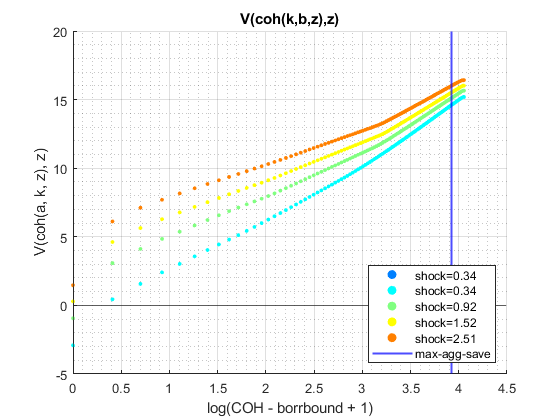 V(coh(k,b,z),z)
20
15
10
5
0
-5
V(coh(a, k, z), z)
0
0.5
1
1.5
2
2.5
3
3.5
4
4.5
log(COH - borrbound + 1)
shock=0.34
shock=0.34
shock=0.92
shock=1.52
shock=2.51
max-agg-save